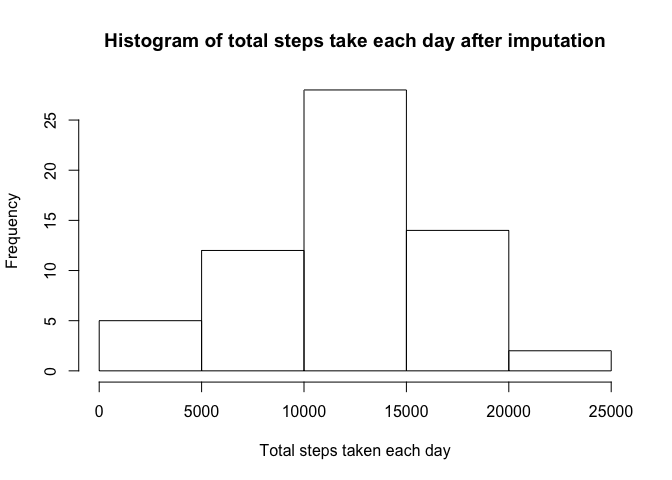 Histogram of total steps take each day after imputation
Frequency
25
20
15
10
5
0
0 5000 10000 15000 20000 25000
Total steps taken each day